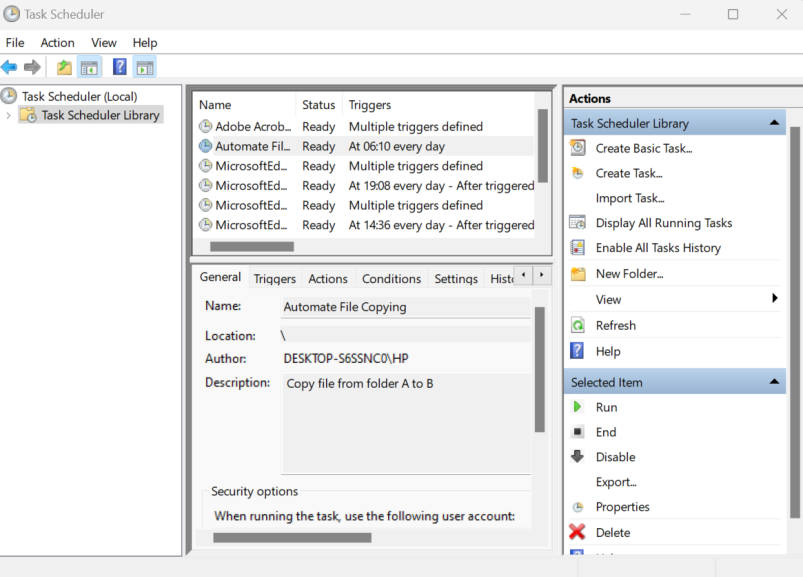 Task Scheduler
File Action View Help
Task Scheduler (Local)
Task Scheduler Library
Name Status Triggers
Adobe Acrob... Ready Multiple triggers defined
Automate Fil... Ready At 06:10 every day
MicrosoftEd... Ready Multiple triggers defined
MicrosoftEd... Ready At 19:08 every day - After triggered
MicrosoftEd... Ready Multiple triggers defined
MicrosoftEd... Ready At 14:36 every day - After triggered
General Triggers Actions Conditions Settings Histo
Name: Automate File Copying
Location: \
Author: DESKTOP-S6SSNC0\HP
Description: Copy file from folder A to B
Security options
When running the task, use the following user account:
Actions
Task Scheduler Library
Create Basic Task...
Create Task...
Import Task...
Display All Running Tasks
Enable All Tasks History
New Folder...
View
Refresh
Help
Selected Item
Run
End
Disable
Export...
Properties
Delete